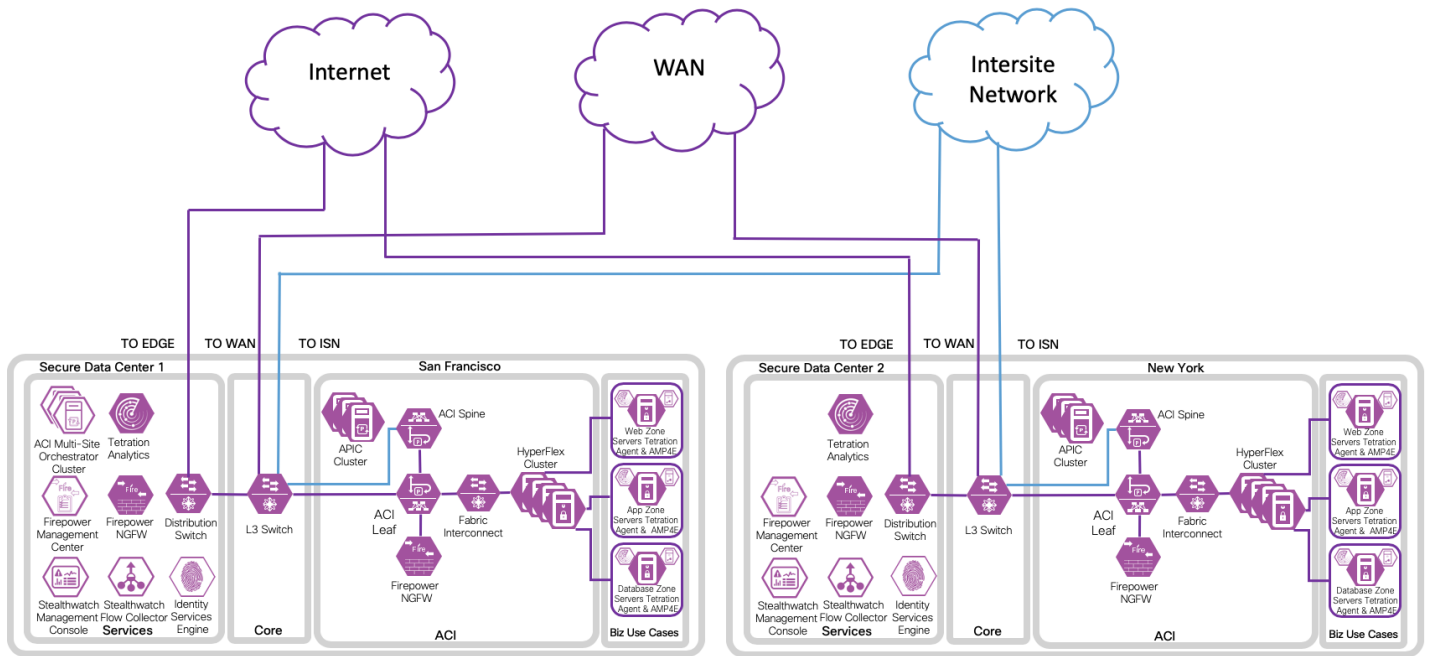 Internet
WAN
Intersite
Network
TO EDGE
TO WAN
TO ISN
TO EDGE
TO WAN
TO ISN
Secure Data Center 1
San Francisco
ACI Multi-Site
Orchestrator
Cluster
Tetration
Analytics
Fire
Firepower
Management
Center
Fire
Firepower
NGFW
Distribution
Switch
Stealthwatch
Management
Console
Stealthwatch
Flow Collector
Identity
Services
Engine
Services
L3 Switch
Core
APIC
Cluster
ACI Spine
ACI
Leaf
Fabric
Interconnect
HyperFlex
Cluster
Fire
Firepower
NGFW
ACI
Web Zone
Servers Tetration
Agent & AMP4E
App Zone
Servers Tetration
Agent & AMP4E
Database Zone
Servers Tetration
Agent & AMP4E
Biz Use Cases
Secure Data Center 2
New York
Tetration
Analytics
Fire
Firepower
Management
Center
Fire
Firepower
NGFW
Distribution
Switch
Stealthwatch
Management
Console
Stealthwatch
Flow Collector
Identity
Services
Engine
Services
L3 Switch
Core
APIC
Cluster
ACI Spine
ACI
Leaf
Fabric
Interconnect
HyperFlex
Cluster
Fire
Firepower
NGFW
ACI
Web Zone
Servers Tetration
Agent & AMP4E
App Zone
Servers Tetration
Agent & AMP4E
Database Zone
Servers Tetration
Agent & AMP4E
Biz Use Cases